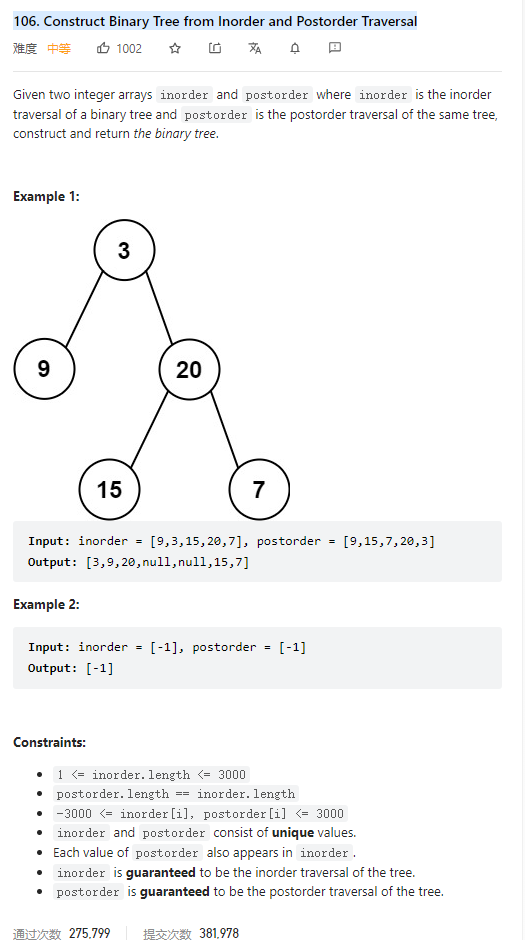 106. Construct Binary Tree from Inorder and Postorder Traversal
难度 中等 1002
Given two integer arrays inorder and postorder where inorder is the inorder
traversal of a binary tree and postorder is the postorder traversal of the same tree,
construct and return the binary tree.
Example 1:
3
9
20
15
7
Input: inorder = [9,3,15,20,7], postorder = [9,15,7,20,3]
Output: [3,9,20,null,null,15,7]
Example 2:
Input: inorder = [-1], postorder = [-1]
Output: [-1]
Constraints:
1 <= inorder.length <= 3000
postorder.length == inorder.length
-3000 <= inorder[i], postorder[i] <= 3000
inorder and postorder consist of unique values.
Each value of postorder also appears in inorder.
inorder is guaranteed to be the inorder traversal of the tree.
postorder is guaranteed to be the postorder traversal of the tree.
通过次数 275,799 提交次数 381,978